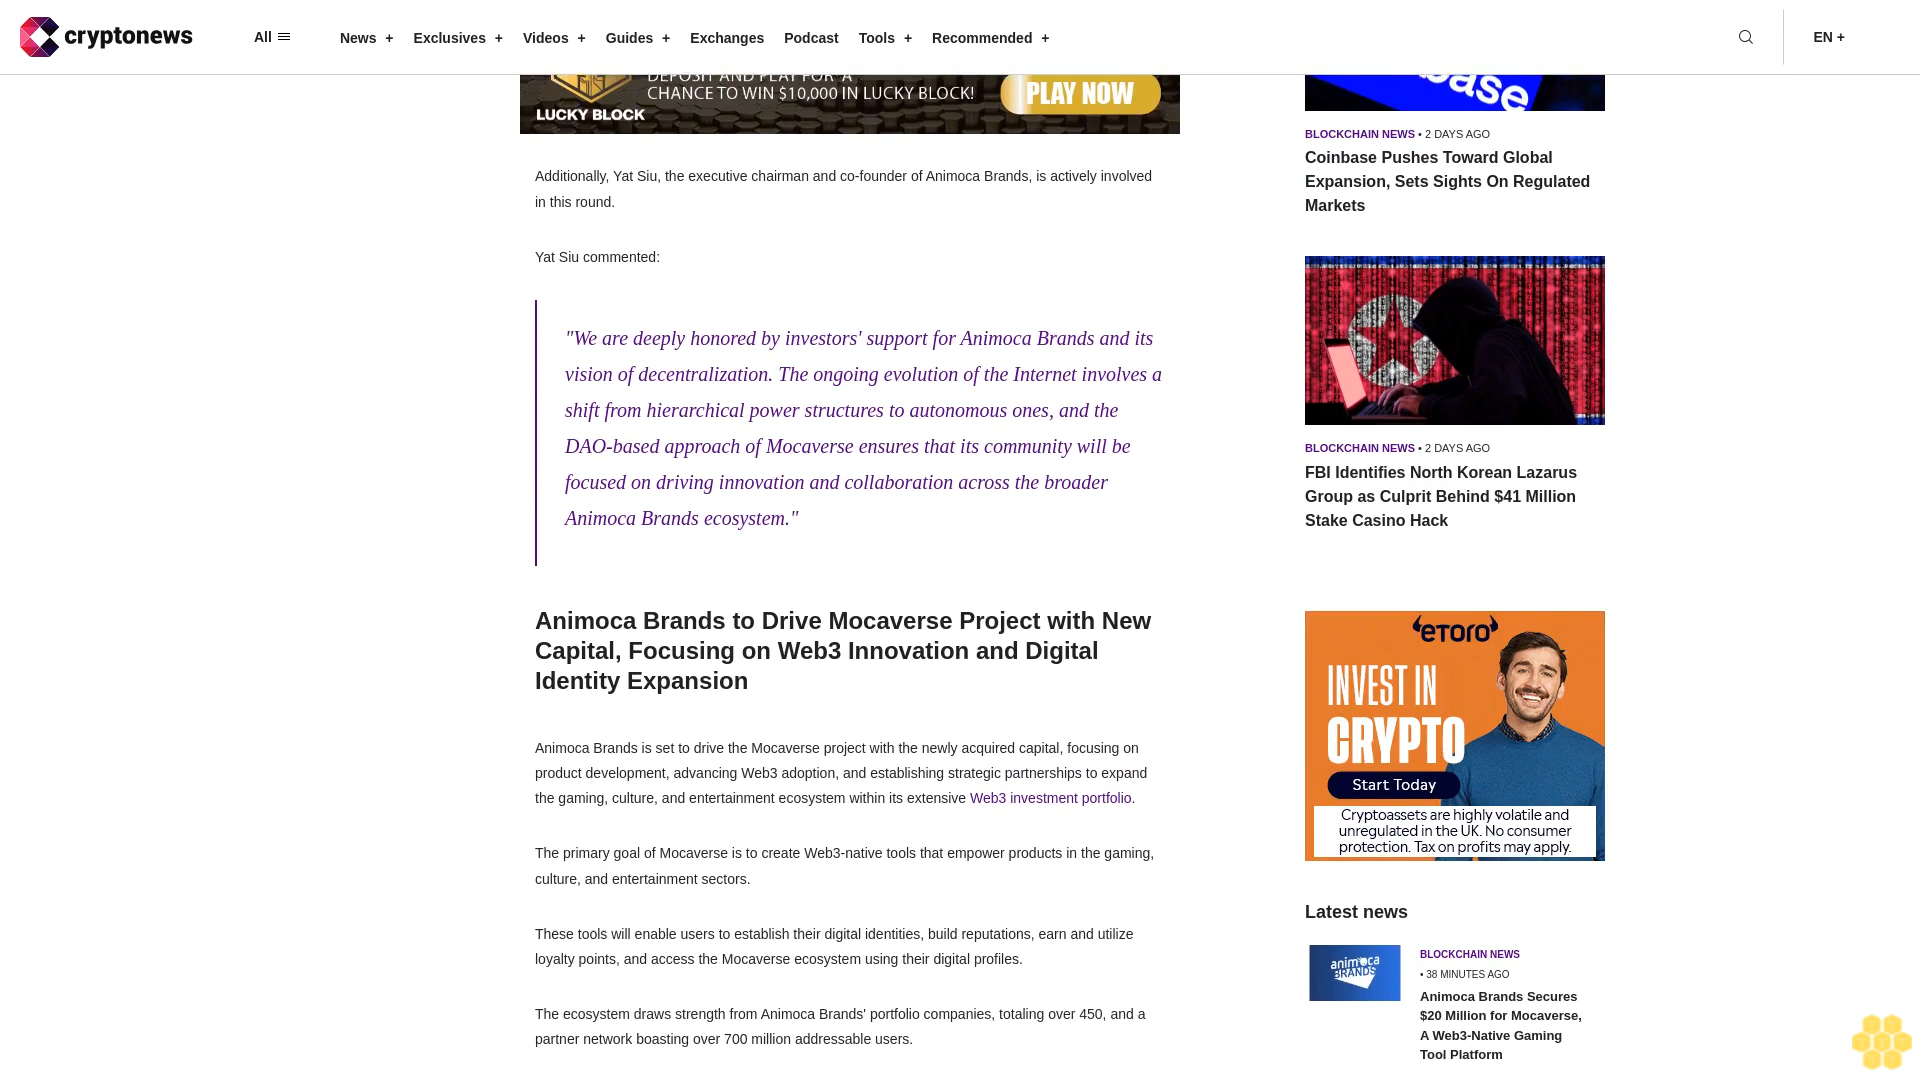 cryptonews
All
News +
Exclusives +
Videos +
Guides +
Exchanges
Podcast
Tools +
Recommended +
EN +
DEPOSIT AND PLAY FOR A
CHANCE TO WIN $10,000 IN LUCKY BLOCK!
PLAY NOW
LUCKY BLOCK
Additionally, Yat Siu, the executive chairman and co-founder of Animoca Brands, is actively involved
in this round.
Yat Siu commented:
"We are deeply honored by investors' support for Animoca Brands and its
vision of decentralization. The ongoing evolution of the Internet involves a
shift from hierarchical power structures to autonomous ones, and the
DAO-based approach of Mocaverse ensures that its community will be
focused on driving innovation and collaboration across the broader
Animoca Brands ecosystem."
Animoca Brands to Drive Mocaverse Project with New
Capital, Focusing on Web3 Innovation and Digital
Identity Expansion
Animoca Brands is set to drive the Mocaverse project with the newly acquired capital, focusing on
product development, advancing Web3 adoption, and establishing strategic partnerships to expand
the gaming, culture, and entertainment ecosystem within its extensive Web3 investment portfolio.
The primary goal of Mocaverse is to create Web3-native tools that empower products in the gaming,
culture, and entertainment sectors.
These tools will enable users to establish their digital identities, build reputations, earn and utilize
loyalty points, and access the Mocaverse ecosystem using their digital profiles.
The ecosystem draws strength from Animoca Brands' portfolio companies, totaling over 450, and a
partner network boasting over 700 million addressable users.
base
BLOCKCHAIN NEWS • 2 DAYS AGO
Coinbase Pushes Toward Global
Expansion, Sets Sights On Regulated
Markets
BLOCKCHAIN NEWS • 2 DAYS AGO
FBI Identifies North Korean Lazarus
Group as Culprit Behind $41 Million
Stake Casino Hack
etoro
INVEST IN
CRYPTO
Start Today
Cryptoassets are highly volatile and
unregulated in the UK. No consumer
protection. Tax on profits may apply.
Latest news
animoca
BRANDS
BLOCKCHAIN NEWS
• 38 MINUTES AGO
Animoca Brands Secures
$20 Million for Mocaverse,
A Web3-Native Gaming
Tool Platform